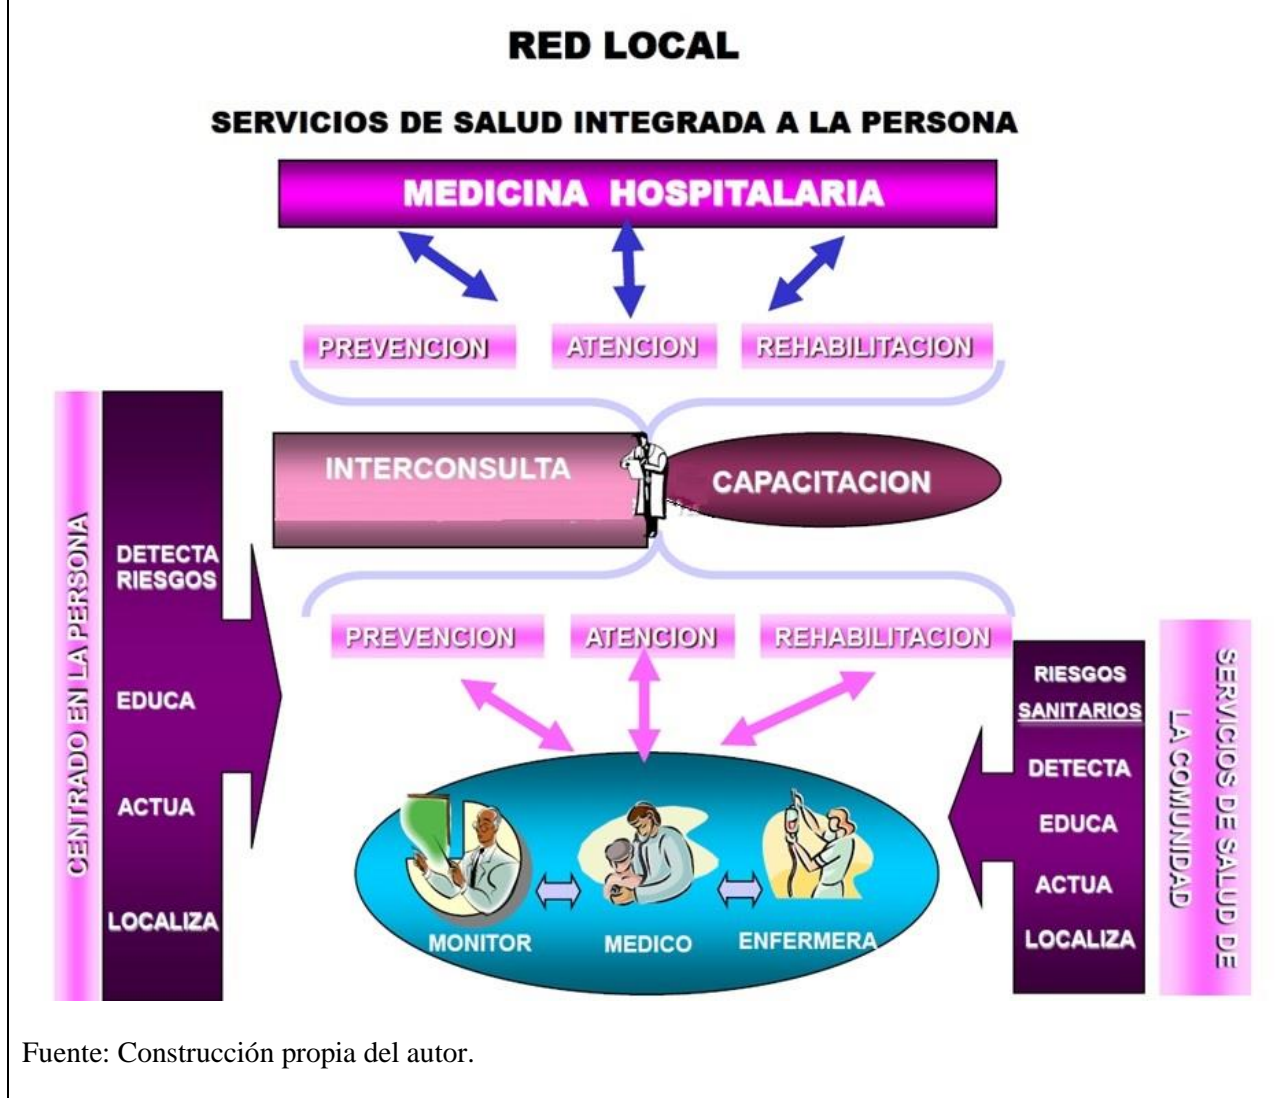 RED LOCAL
SERVICIOS DE SALUD INTEGRADA A LA PERSONA
MEDICINA HOSPITALARIA
PREVENCION
ATENCION
REHABILITACION
INTERCONSULTA
CAPACITACION
CENTRADO EN LA PERSONA
DETECTA
RIESGOS
EDUCA
ACTUA
LOCALIZA
PREVENCION
ATENCION
REHABILITACION
MONITOR
MEDICO
ENFERMERA
RIESGOS
SANITARIOS
DETECTA
EDUCA
ACTUA
LOCALIZA
SERVICIOS DE SALUD DE
LA COMUNIDAD
Fuente: Construcción propia del autor.